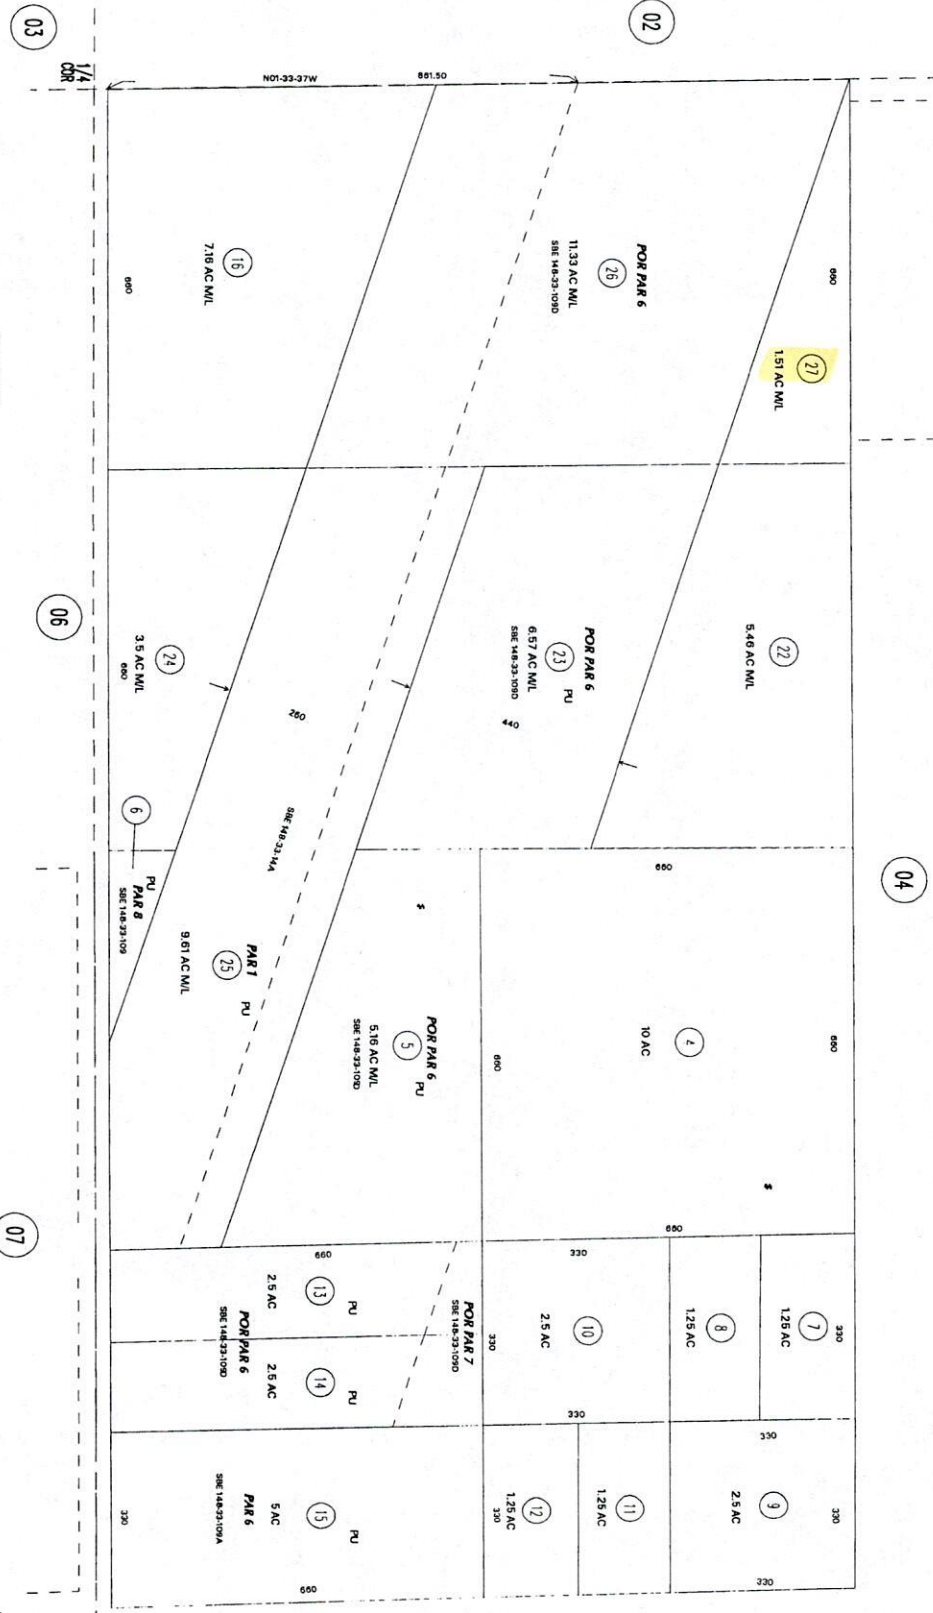 03
02
1/4
COR
N01-33-37W
881.50
16
7.16 AC M/L
660
POR PAR 6
26
11.33 AC M/L
SBE 148-33-109D
660
27
1.51 AC M/L
06
24
3.5 AC M/L
660
260
SBE 148-33-14A
POR PAR 6
23
PU
6.57 AC M/L
SBE 148-33-109D
440
22
5.46 AC M/L
04
6
PU
PAR 8
SBE 148-33-109
PAR 1
25
PU
9.61 AC M/L
POR PAR 6
5
PU
5.16 AC M/L
SBE 148-33-109D
660
660
4
10 AC
660
660
07
660
13
PU
2.5 AC
POR PAR 6
SBE 148-33-109D
14
PU
2.5 AC
POR PAR 7
SBE 148-33-109D
330
330
10
2.5 AC
330
8
1.25 AC
7
1.25 AC
330
15
PU
5 AC
PAR 6
SBE 148-33-109A
330
660
12
1.25 AC
330
11
1.25 AC
330
9
2.5 AC
330
330